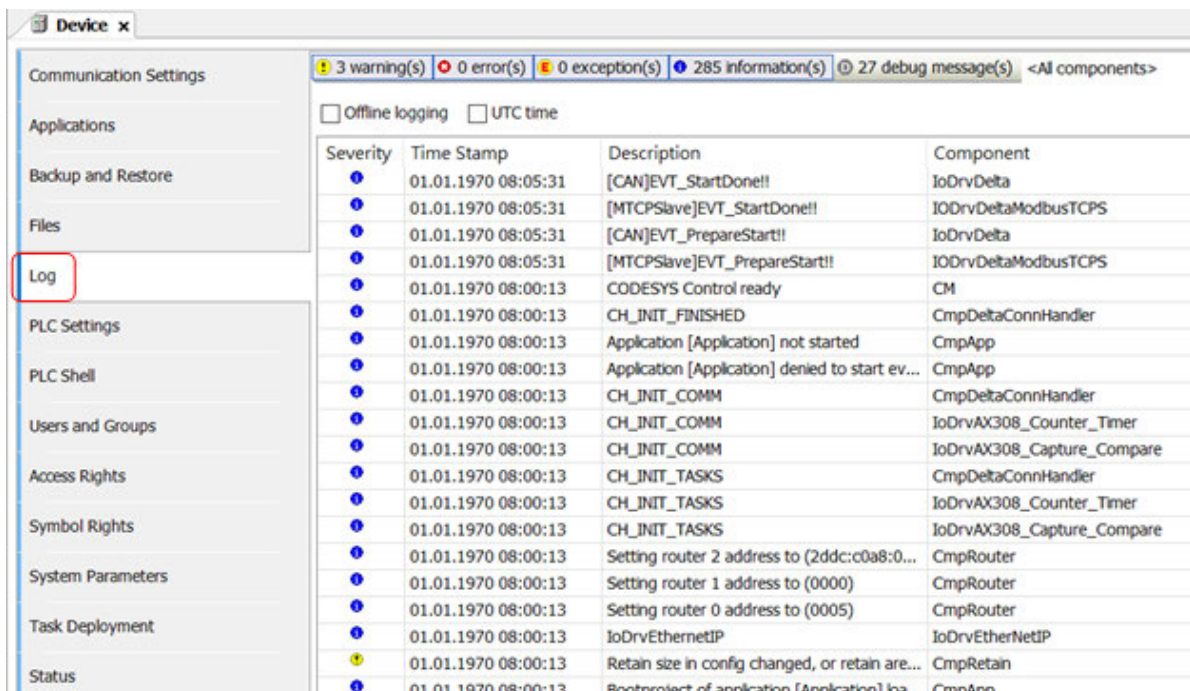 Device x
Communication Settings
Applications
Backup and Restore
Files
Log
PLC Settings
PLC Shell
Users and Groups
Access Rights
Symbol Rights
System Parameters
Task Deployment
Status
3 warning(s) 0 error(s) 0 exception(s) 285 information(s) 27 debug message(s) <All components>
Offline logging UTC time
Severity Time Stamp Description Component
01.01.1970 08:05:31 [CAN]EVT_StartDone!! IoDrvDelta
01.01.1970 08:05:31 [MTCPSlave]EVT_StartDone!! IODrvDeltaModbusTCPS
01.01.1970 08:05:31 [CAN]EVT_PrepareStart!! IoDrvDelta
01.01.1970 08:05:31 [MTCPSlave]EVT_PrepareStart!! IODrvDeltaModbusTCPS
01.01.1970 08:00:13 CODESYS Control ready CM
01.01.1970 08:00:13 CH_INIT_FINISHED CmpDeltaConnHandler
01.01.1970 08:00:13 Application [Application] not started CmpApp
01.01.1970 08:00:13 Application [Application] denied to start ev... CmpApp
01.01.1970 08:00:13 CH_INIT_COMM CmpDeltaConnHandler
01.01.1970 08:00:13 CH_INIT_COMM IoDrvAX308_Counter_Timer
01.01.1970 08:00:13 CH_INIT_COMM IoDrvAX308_Capture_Compare
01.01.1970 08:00:13 CH_INIT_TASKS CmpDeltaConnHandler
01.01.1970 08:00:13 CH_INIT_TASKS IoDrvAX308_Counter_Timer
01.01.1970 08:00:13 CH_INIT_TASKS IoDrvAX308_Capture_Compare
01.01.1970 08:00:13 Setting router 2 address to (2ddc:c0a8:0... CmpRouter
01.01.1970 08:00:13 Setting router 1 address to (0000) CmpRouter
01.01.1970 08:00:13 Setting router 0 address to (0005) CmpRouter
01.01.1970 08:00:13 IoDrvEthernetIP IoDrvEtherNetIP
01.01.1970 08:00:13 Retain size in config changed, or retain are... CmpRetain
01.01.1970 08:00:13 Bootproject of application [Application] loa... CmpApp